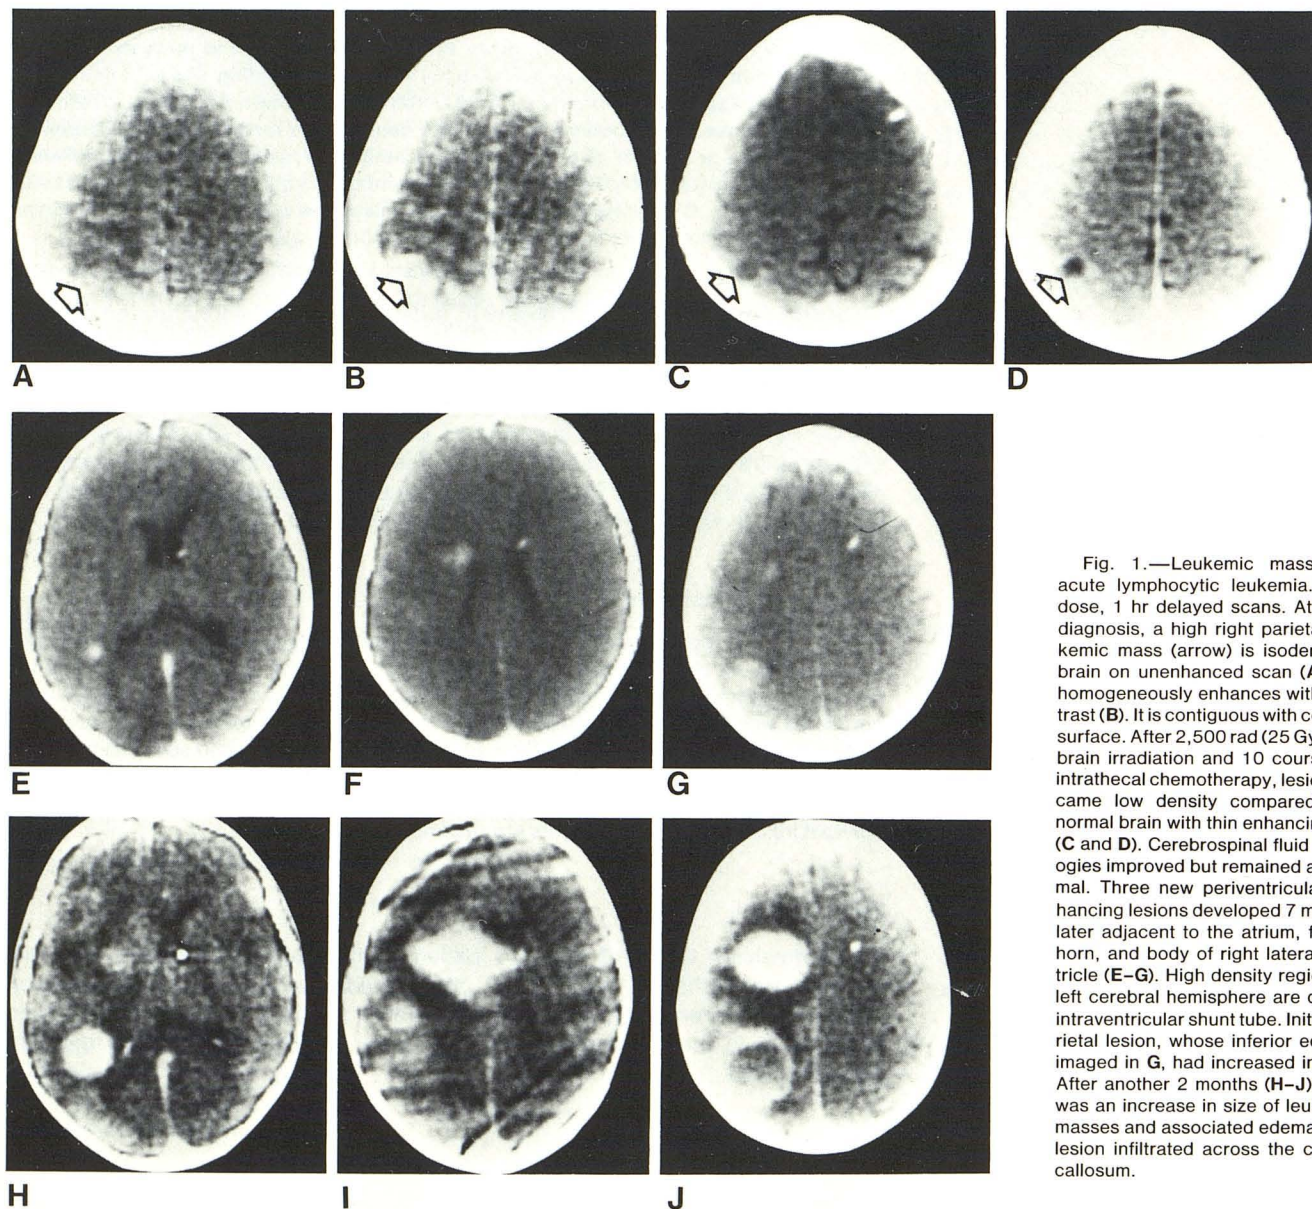 A
B
C
D
E
F
G
H
I
J
Fig. 1.—Leukemic mass
acute lymphocytic leukemia.
dose, 1 hr delayed scans. At
diagnosis, a high right parieta
kemic mass (arrow) is isoden
brain on unenhanced scan (A
homogeneously enhances with
trast (B). It is contiguous with co
surface. After 2,500 rad (25 Gy
brain irradiation and 10 cours
intrathecal chemotherapy, lesio
came low density compared
normal brain with thin enhancin
(C and D). Cerebrospinal fluid
ogies improved but remained a
mal. Three new periventricula
hancing lesions developed 7 m
later adjacent to the atrium, f
horn, and body of right latera
tricle (E–G). High density regi
left cerebral hemisphere are
intraventricular shunt tube. Init
rietal lesion, whose inferior
imaged in G, had increased in
After another 2 months (H–J)
was an increase in size of leu
masses and associated edema
lesion infiltrated across the c
callosum.